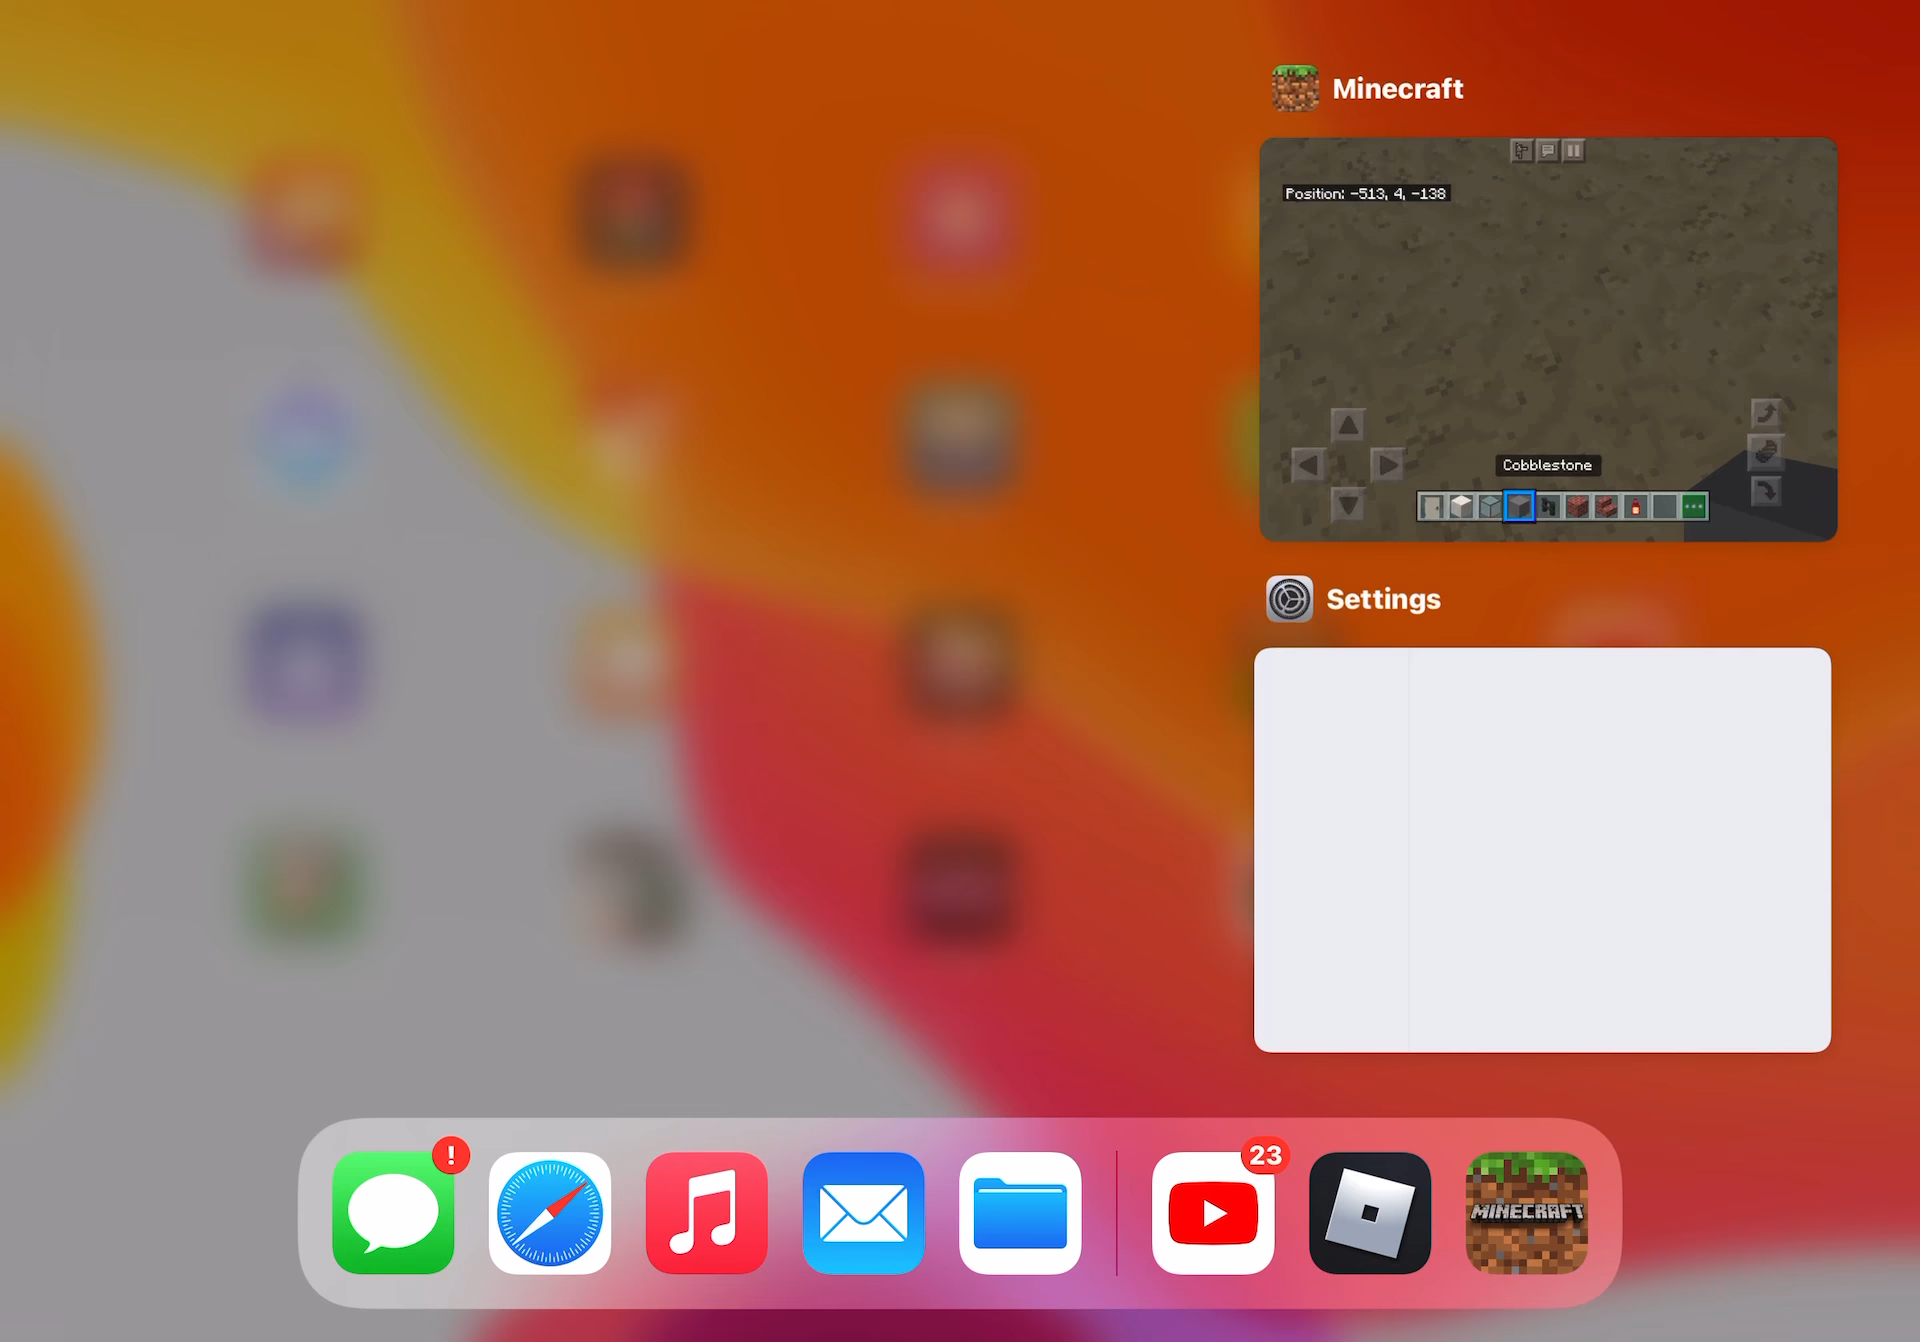 Minecraft
Position: -513, 4, -138
Cobblestone
Settings
!
23
MINECRAFT